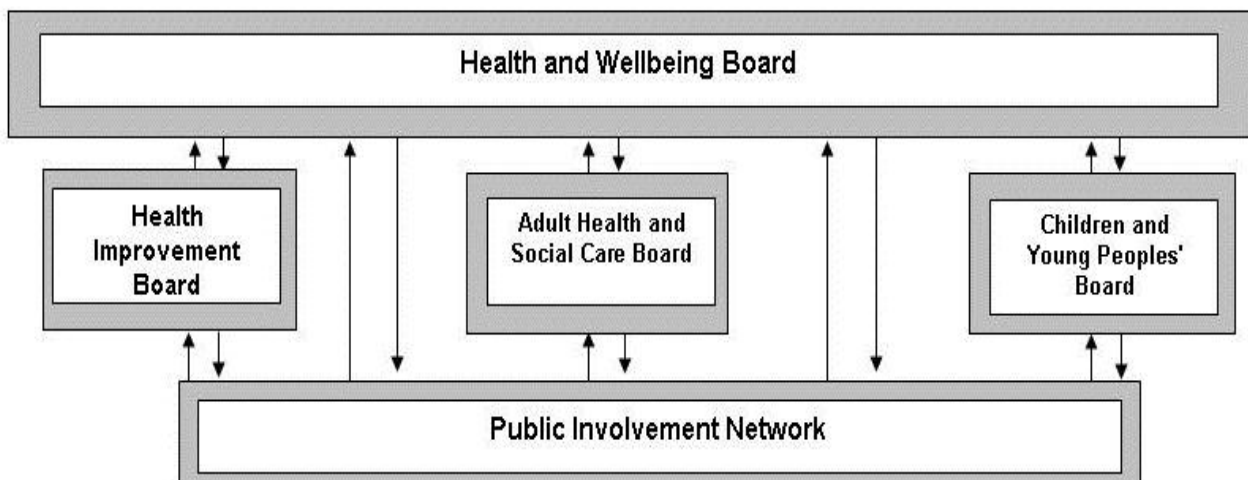 Health and Wellbeing Board
Health
Improvement
Board
Adult Health and
Social Care Board
Children and
Young Peoples'
Board
Public Involvement Network